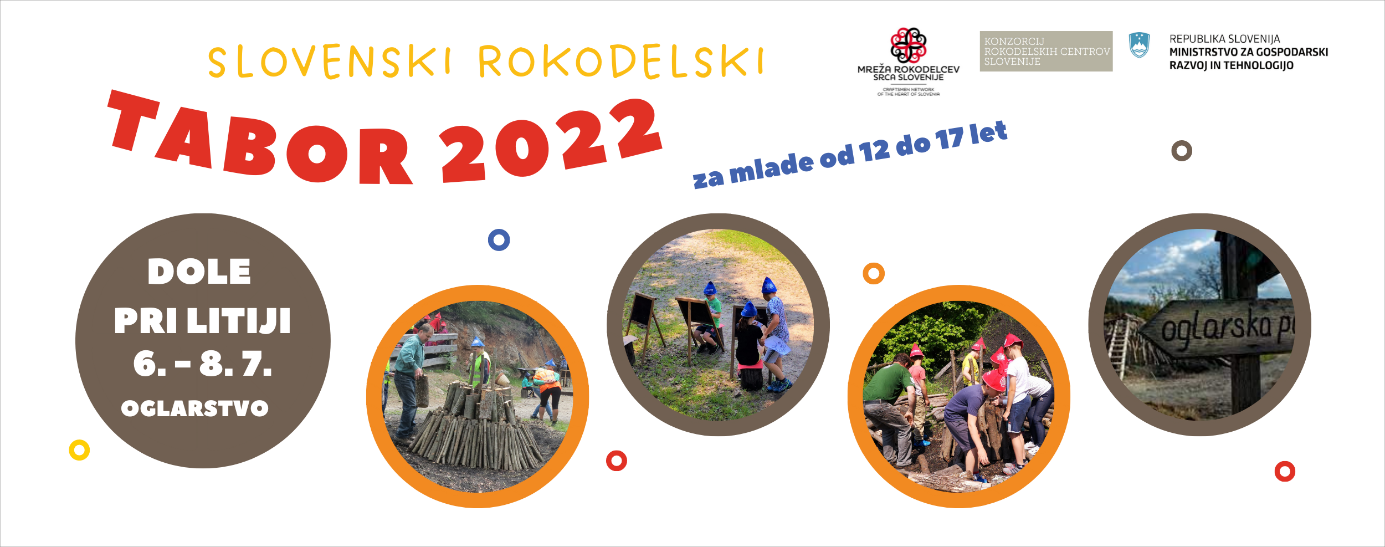 SLOVENSKI ROKODELSKI
TABOR 2022
za mlade od 12 do 17 let
MREŽA ROKODELCEV
SRCA SLOVENIJE
CRAFTSMEN NETWORK
OF THE HEART OF SLOVENIA
KONZORCIJ
ROKODELSKIH CENTROV
SLOVENIJE
REPUBLIKA SLOVENIJA
MINISTRSTVO ZA GOSPODARSKI
RAZVOJ IN TEHNOLOGIJO
DOLE
PRI LITIJI
6. – 8. 7.
OGLARSTVO
oglarska p